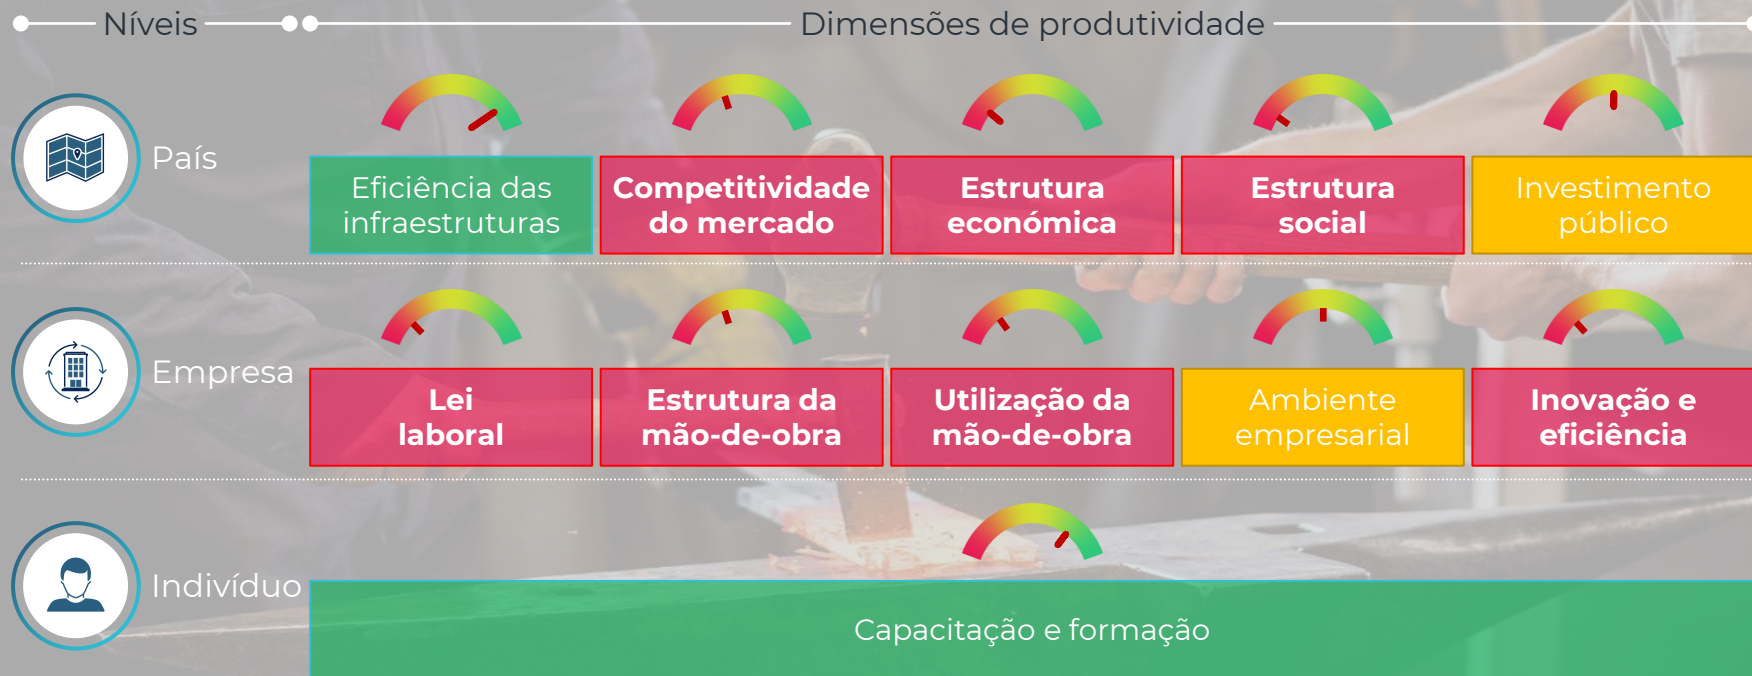 Níveis
Dimensões de produtividade
País
Eficiência das
infraestruturas
Competitividade
do mercado
Estrutura
económica
Estrutura
social
Investimento
público
Empresa
Lei
laboral
Estrutura da
mão-de-obra
Utilização da
mão-de-obra
Ambiente
empresarial
Inovação e
eficiência
Indivíduo
Capacitação e formação